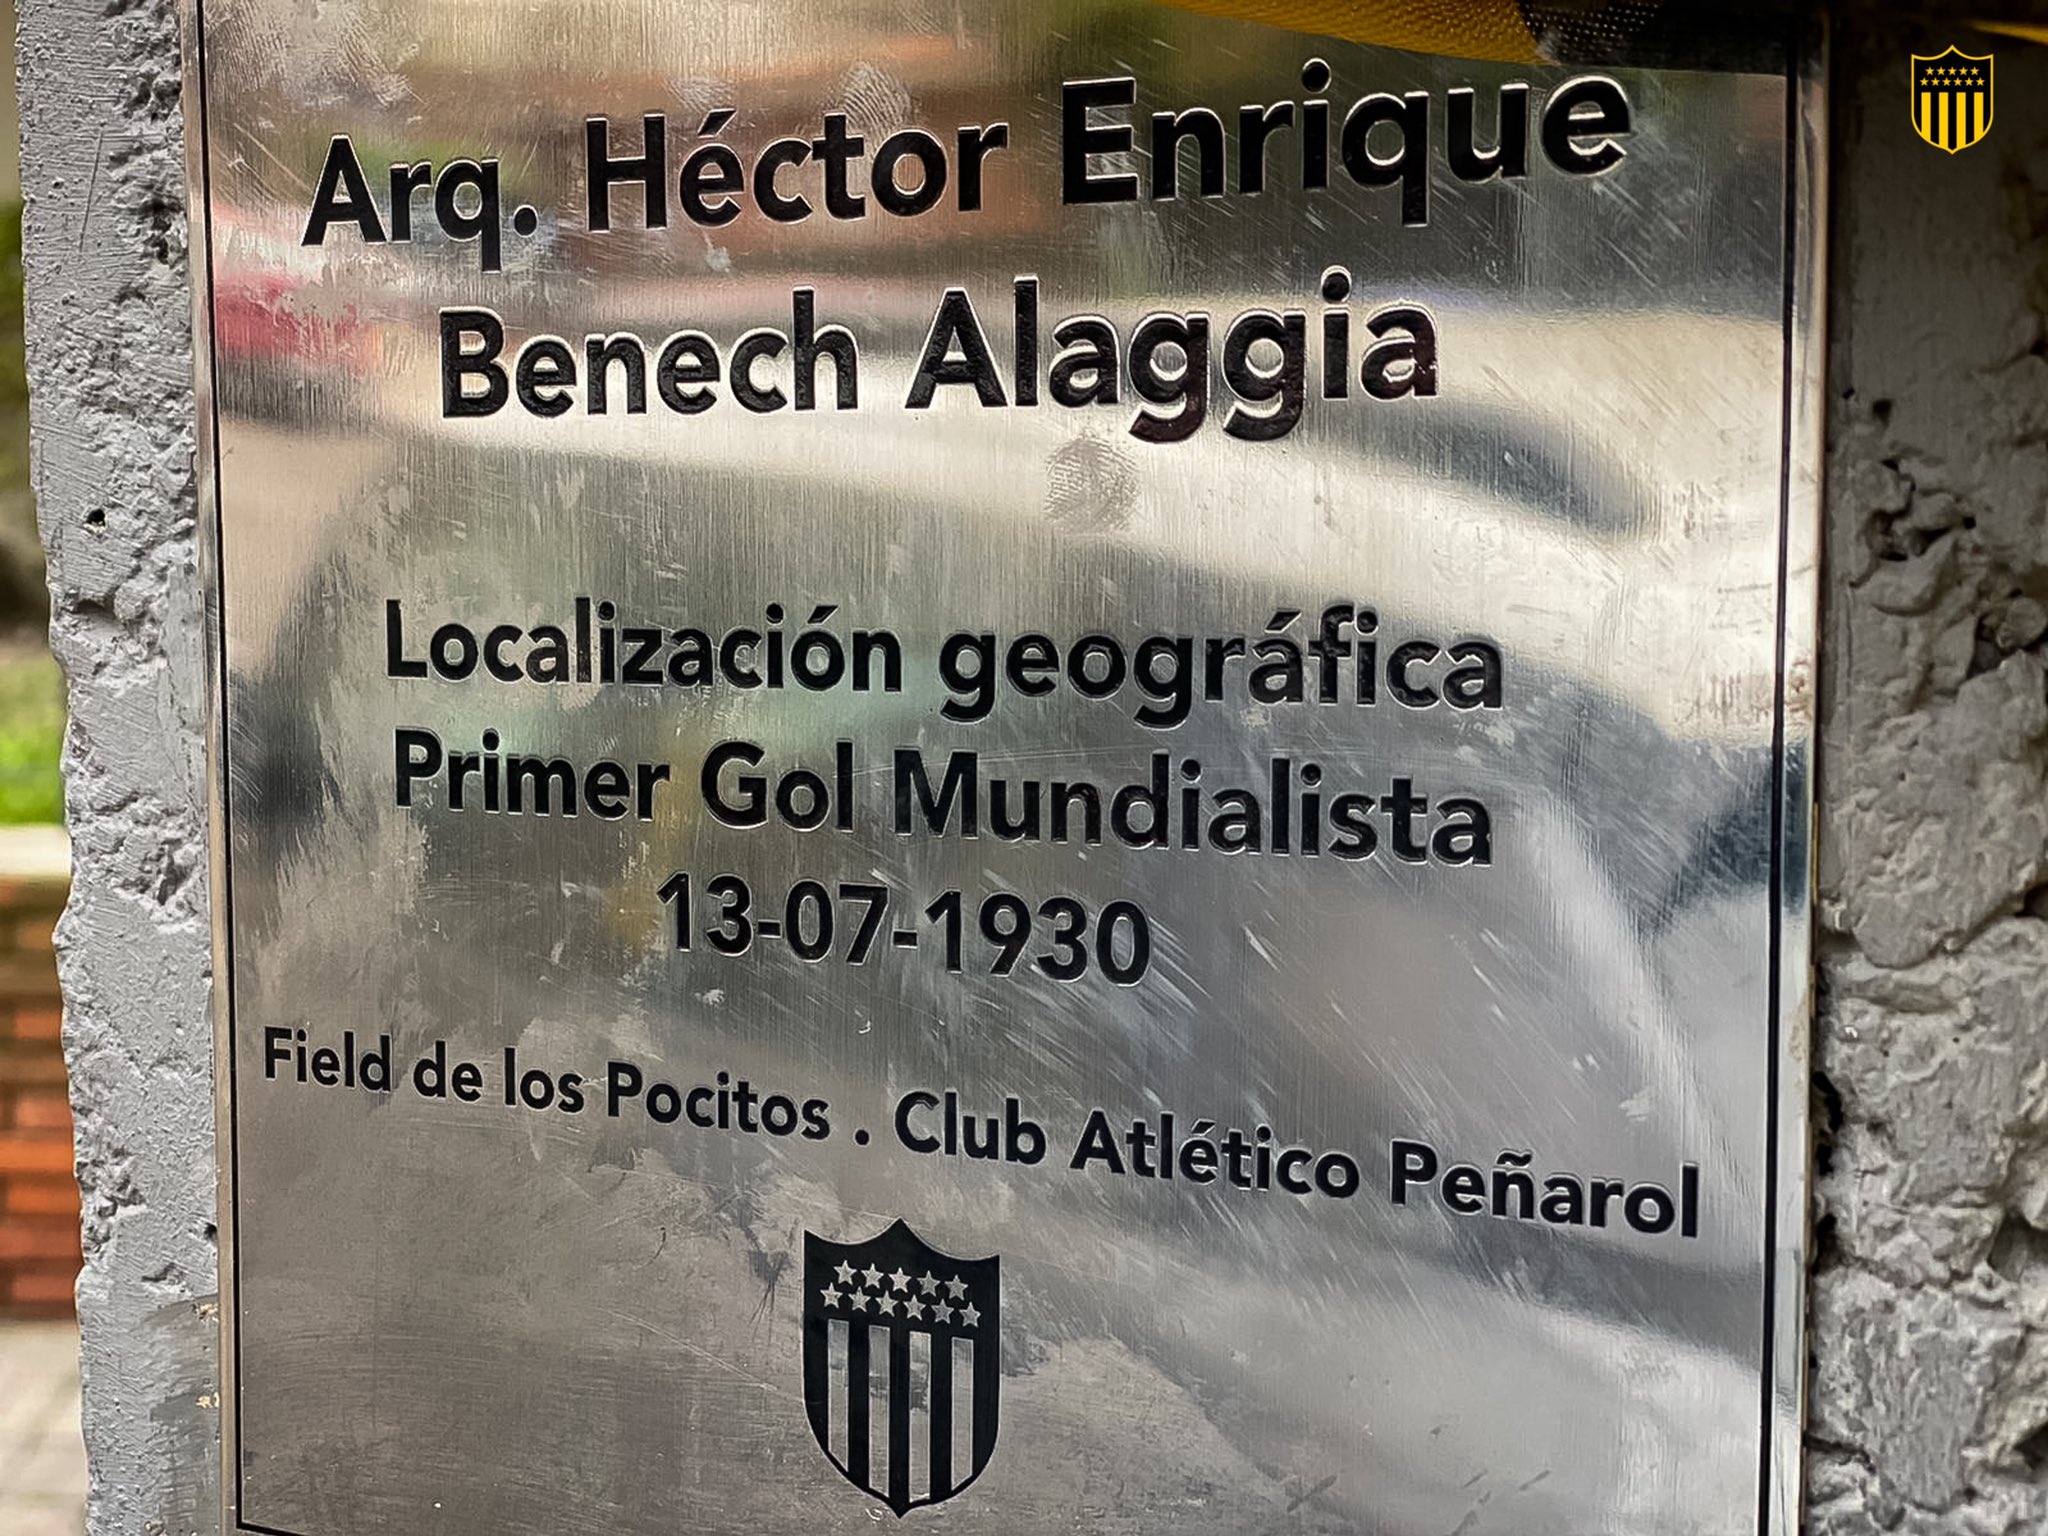 Arq. Héctor Enrique
Benech Alaggia
Localización geográfica
Primer Gol Mundialista
13-07-1930
Field de los Pocitos . Club Atlético Peñarol